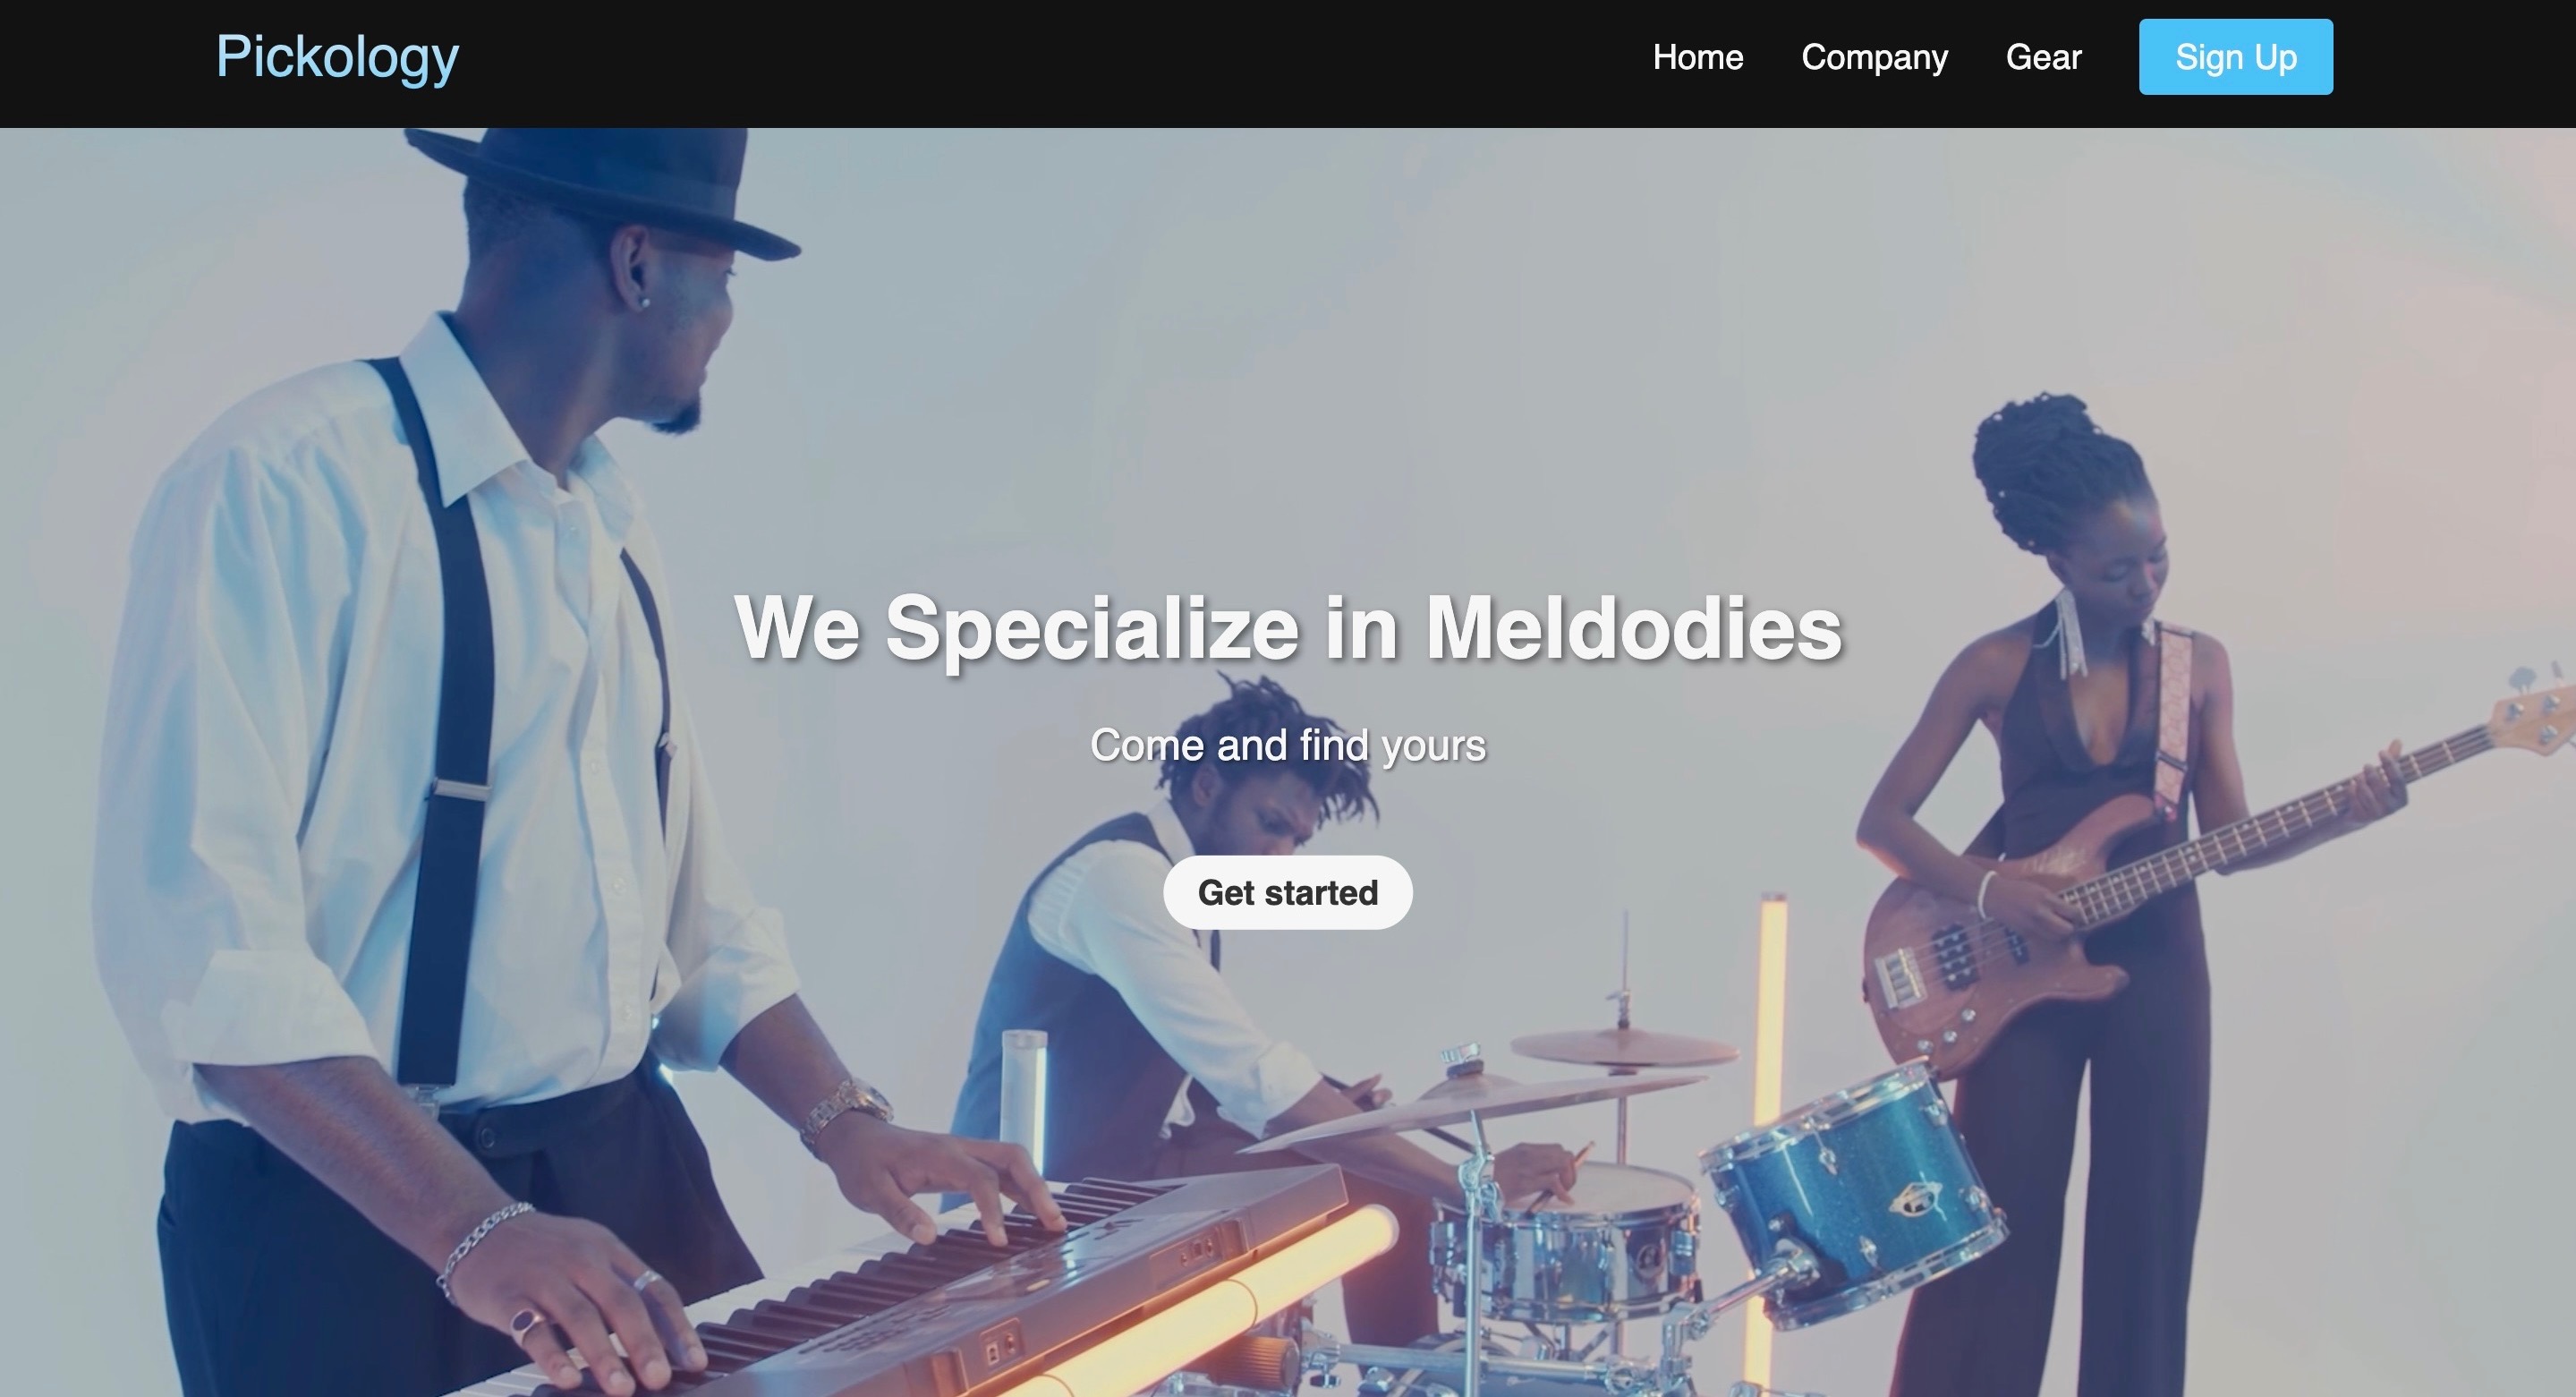 Pickology
Home Company Gear Sign Up
We Specialize in Meldodies
Come and find yours
Get started